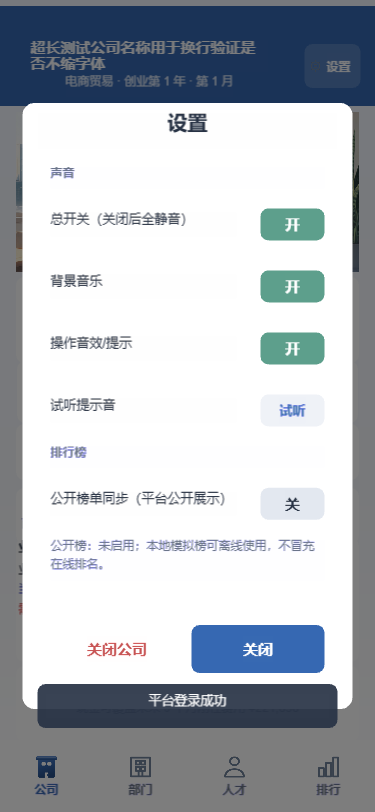 超长测试公司名称用于换行验证是
否不缩字体
电商贸易 · 创业第 1 年 · 第 1 月
设置
设置
声音
总开关（关闭后全静音）
开
背景音乐
开
操作音效/提示
开
试听提示音
试听
排行榜
公开榜单同步（平台公开展示）
关
公开榜：未启用；本地模拟榜可离线使用，不冒充
在线排名。
关闭公司
关闭
平台登录成功
公司
部门
人才
排行